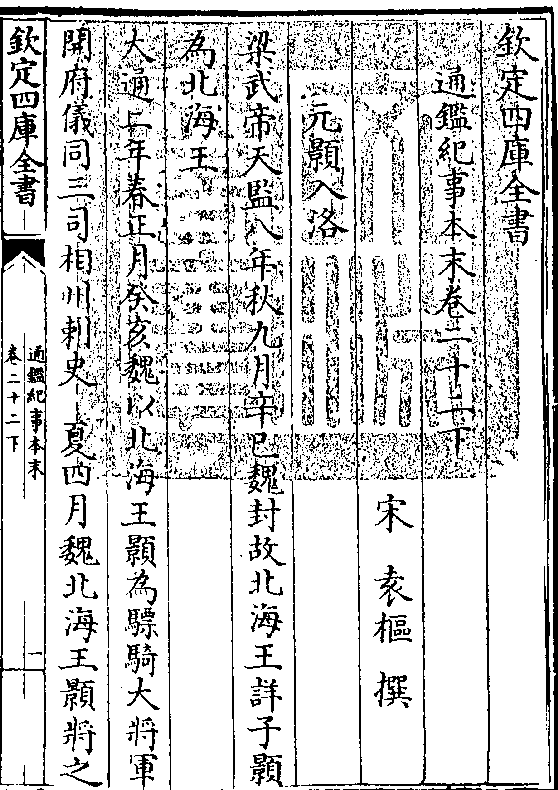 欽定四庫全書
通鑑紀事本末卷二十二下
宋 袁樞 撰
元顥入洛
梁武帝天監八年秋九月辛巳魏封故北海王詳子顥
為北海王
大通二年春正月癸亥魏以北海王顥為驃騎大將軍
開府儀同三司相州刺史 夏四月魏北海王顥將之
欽定四庫全書
通鑑紀事本末
卷二十二下
一